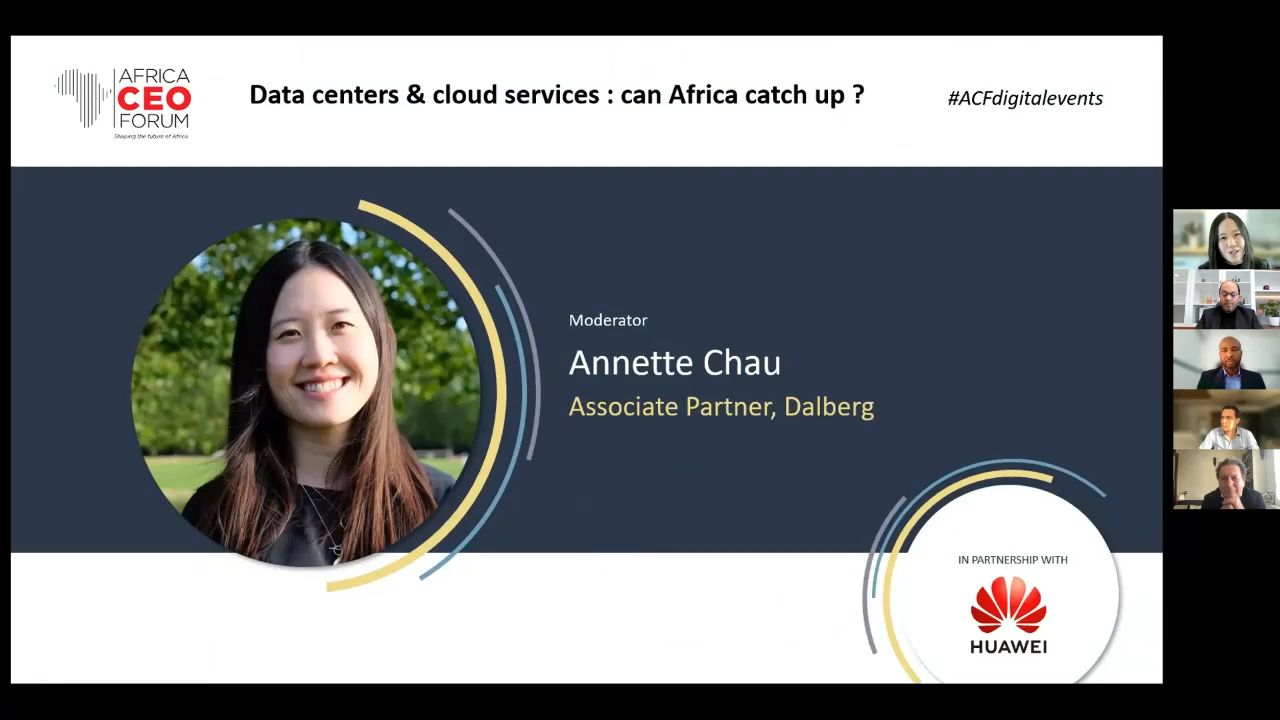 AFRICA
CEO
FORUM
Shaping the future of Africa
Data centers & cloud services : can Africa catch up ?
#ACFdigitalevents
Moderator
Annette Chau
Associate Partner, Dalberg
IN PARTNERSHIP WITH
HUAWEI